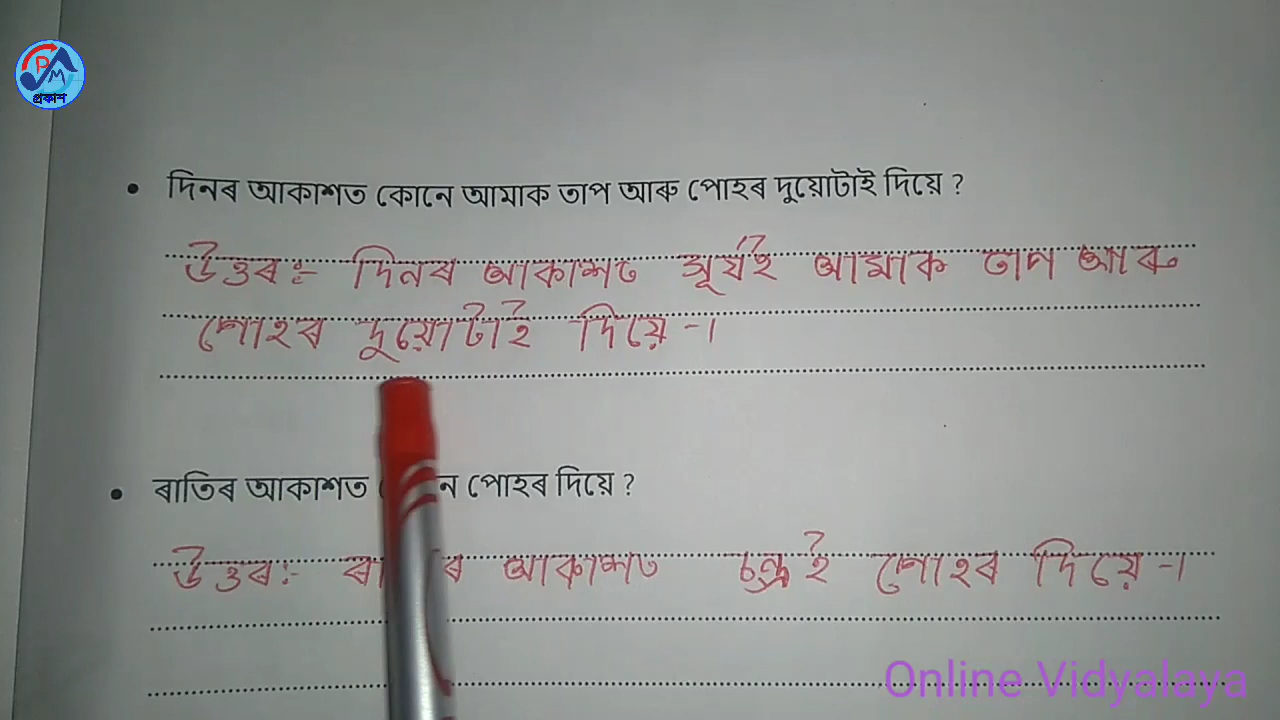 PM
প্ৰকাশ
দিনৰ আকাশত কোনে আমাক তাপ আৰু পোহৰ দুয়োটাই দিয়ে ?
উত্তৰঃ- দিনৰ আকাশত সূৰ্যই আমাক তাপ আৰু
পোহৰ দুয়োটাই দিয়ে -।
ৰাতিৰ আকাশত পোহৰ দিয়ে ?
উত্তৰঃ- আকাশত চন্দ্ৰই পোহৰ দিয়ে -।
Online Vidyalaya